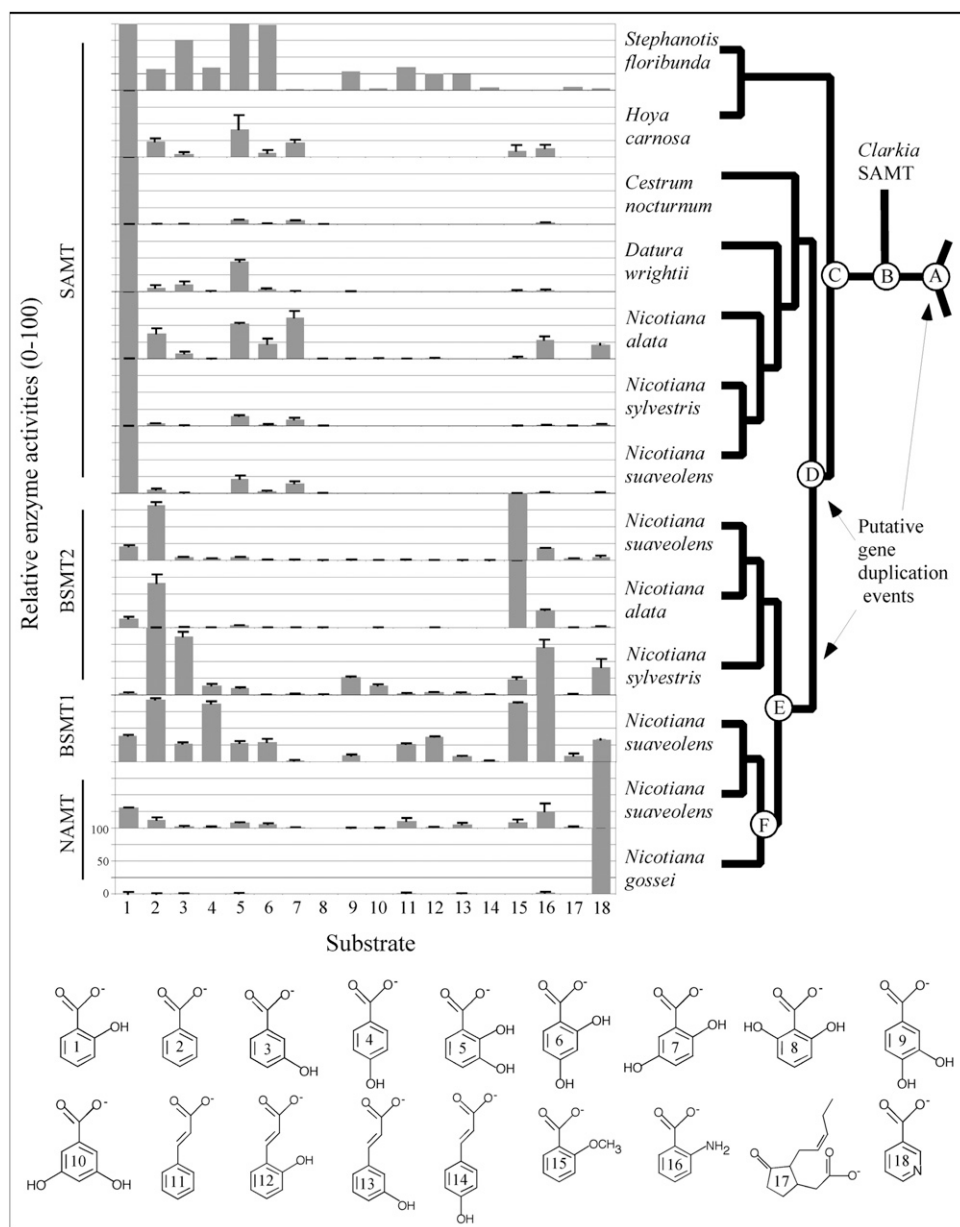 Stephanotis
floribunda
Hoya
carnosa
Clarkia
SAMT
Cestrum
nocturnum
Datura
wrightii
Nicotiana
alata
Nicotiana
sylvestris
Nicotiana
suaveolens
Nicotiana
suaveolens
Nicotiana
alata
Nicotiana
sylvestris
Nicotiana
suaveolens
Nicotiana
suaveolens
Nicotiana
gossei
A
B
C
D
E
F
Putative
gene
duplication
events
Relative enzyme activities (0-100)
SAMT
BSMT2
BSMT1
NAMT
100
50
0
1 2 3 4 5 6 7 8 9 10 11 12 13 14 15 16 17 18
Substrate
O O-
OH
1
O O-
2
O O-
3
OH
O O-
4
OH
O O-
OH
5
OH
O O-
OH
6
OH
O O-
OH
7
HO
O O-
HO OH
8
O O-
9
OH
OH
O O-
10
HO OH
O O-
11
O O-
OH
12
O O-
13
OH
O O-
14
OH
O O-
OCH3
15
O O-
NH2
16
O O
17
O-
O O-
18
N